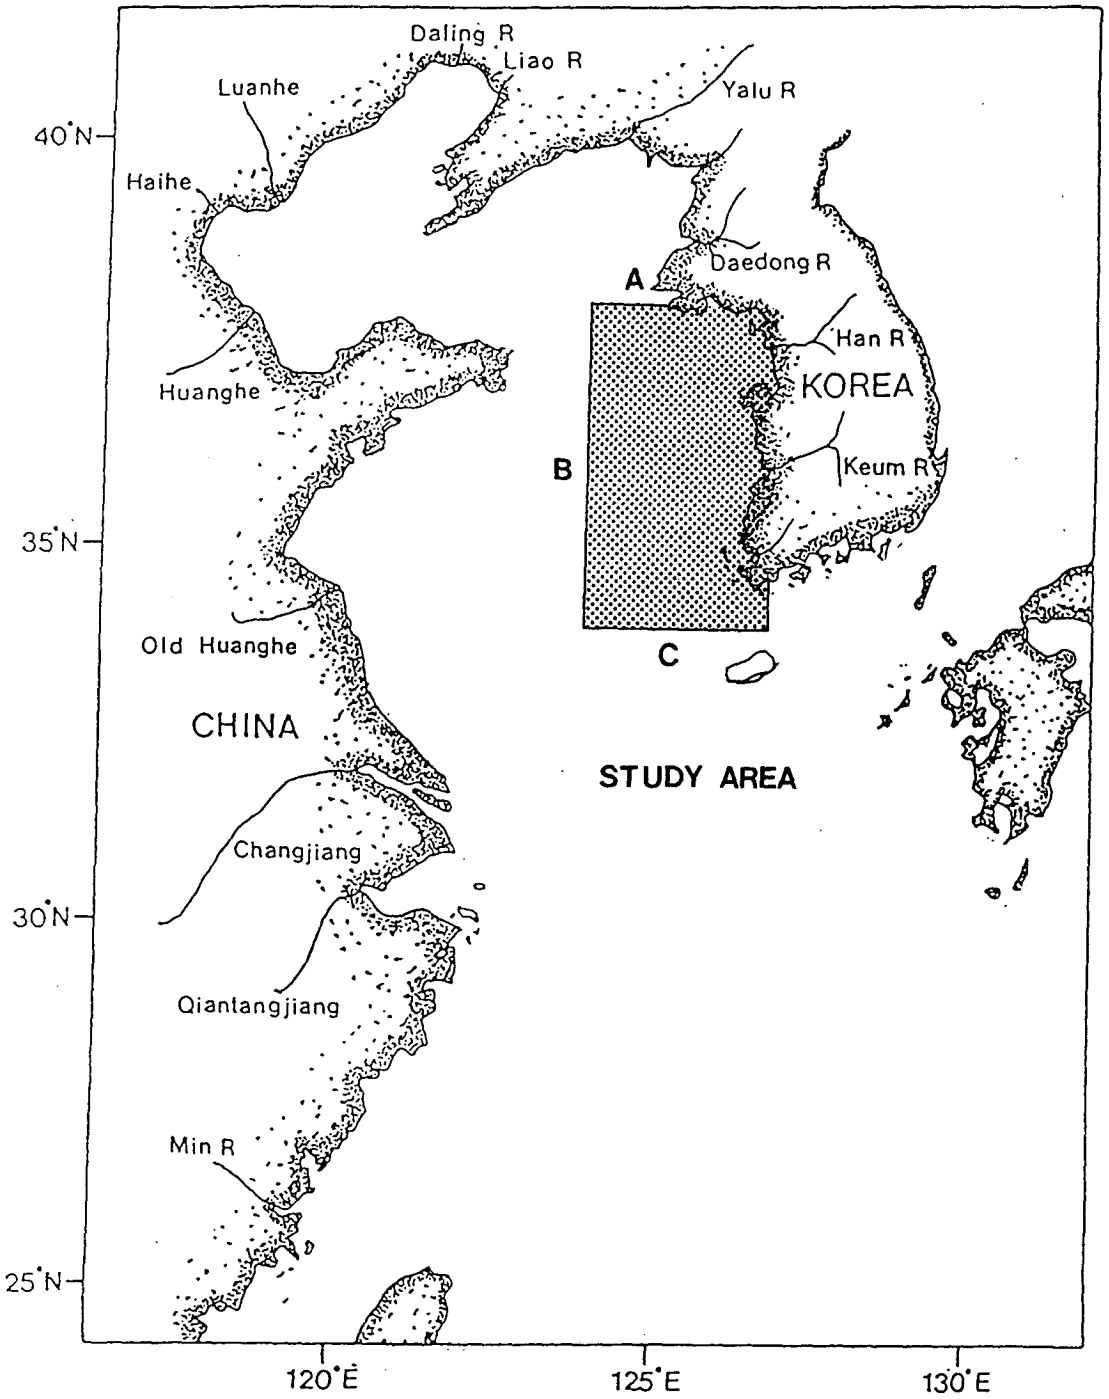 Daling R
Liao R
Luanhe
Yalu R
40°N
Haihe
Daedong R
A
Han R
Huanghe
KOREA
B
Keum R
35°N
Old Huanghe
C
CHINA
STUDY AREA
Changjiang
30°N
Qiantangjiang
Min R
25°N
120°E
125°E
130°E